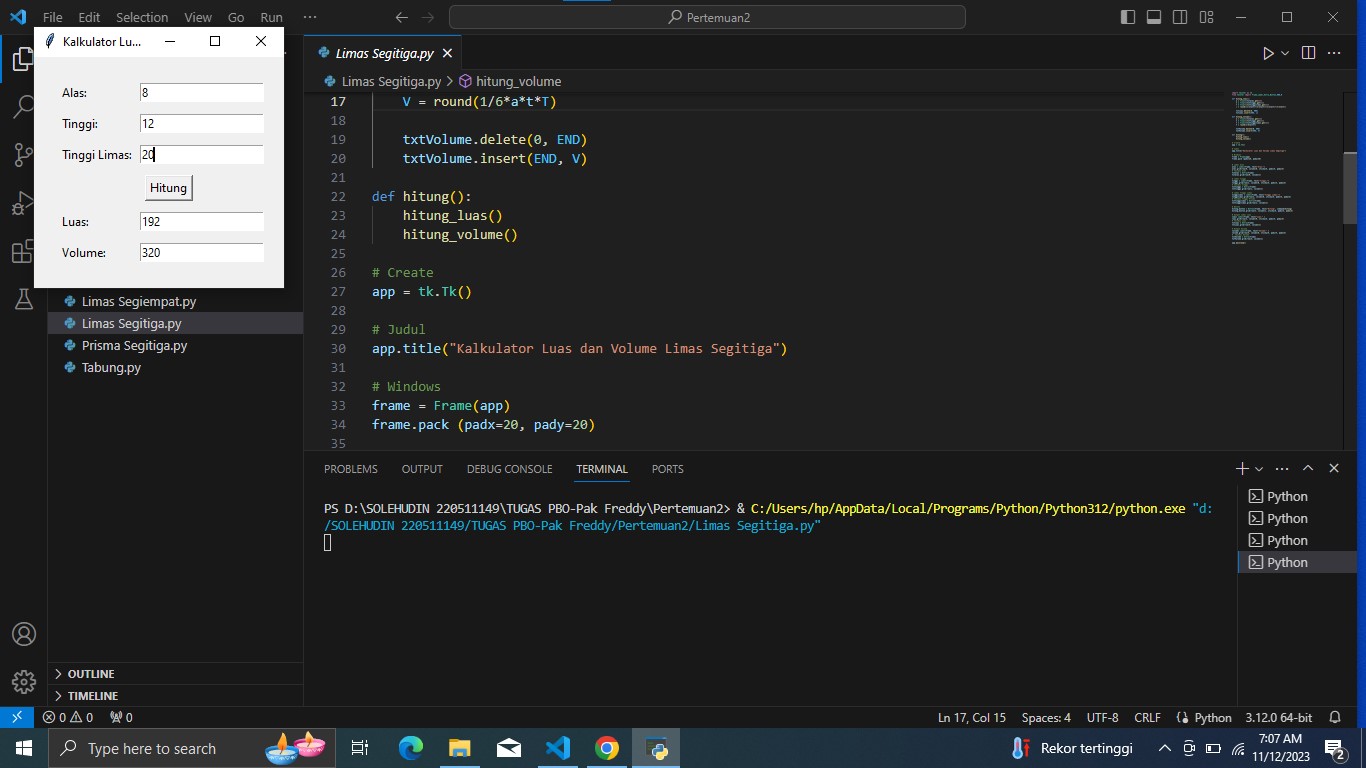 File Edit Selection View Go Run ··· Pertemuan2
Kalkulator Lu...
Alas: 8
Tinggi: 12
Tinggi Limas: 20
Hitung
Luas: 192
Volume: 320
Limas Segiempat.py
Limas Segitiga.py
Prisma Segitiga.py
Tabung.py
OUTLINE
TIMELINE
Limas Segitiga.py
Limas Segitiga.py > hitung_volume
17 V = round(1/6*a*t*T)
18
19 txtVolume.delete(0, END)
20 txtVolume.insert(END, V)
21
22 def hitung():
23 hitung_luas()
24 hitung_volume()
25
26 # Create
27 app = tk.Tk()
28
29 # Judul
30 app.title("Kalkulator Luas dan Volume Limas Segitiga")
31
32 # Windows
33 frame = Frame(app)
34 frame.pack (padx=20, pady=20)
35
PROBLEMS OUTPUT DEBUG CONSOLE TERMINAL PORTS
PS D:\SOLEHUDIN 220511149\TUGAS PBO-Pak Freddy\Pertemuan2> & C:/Users/hp/AppData/Local/Programs/Python/Python312/python.exe "d:
/SOLEHUDIN 220511149/TUGAS PBO-Pak Freddy/Pertemuan2/Limas Segitiga.py"
Python
Python
Python
Python
0 0 0 Ln 17, Col 15 Spaces: 4 UTF-8 CRLF Python 3.12.0 64-bit
Type here to search Rekor tertinggi 7:07 AM
11/12/2023 2